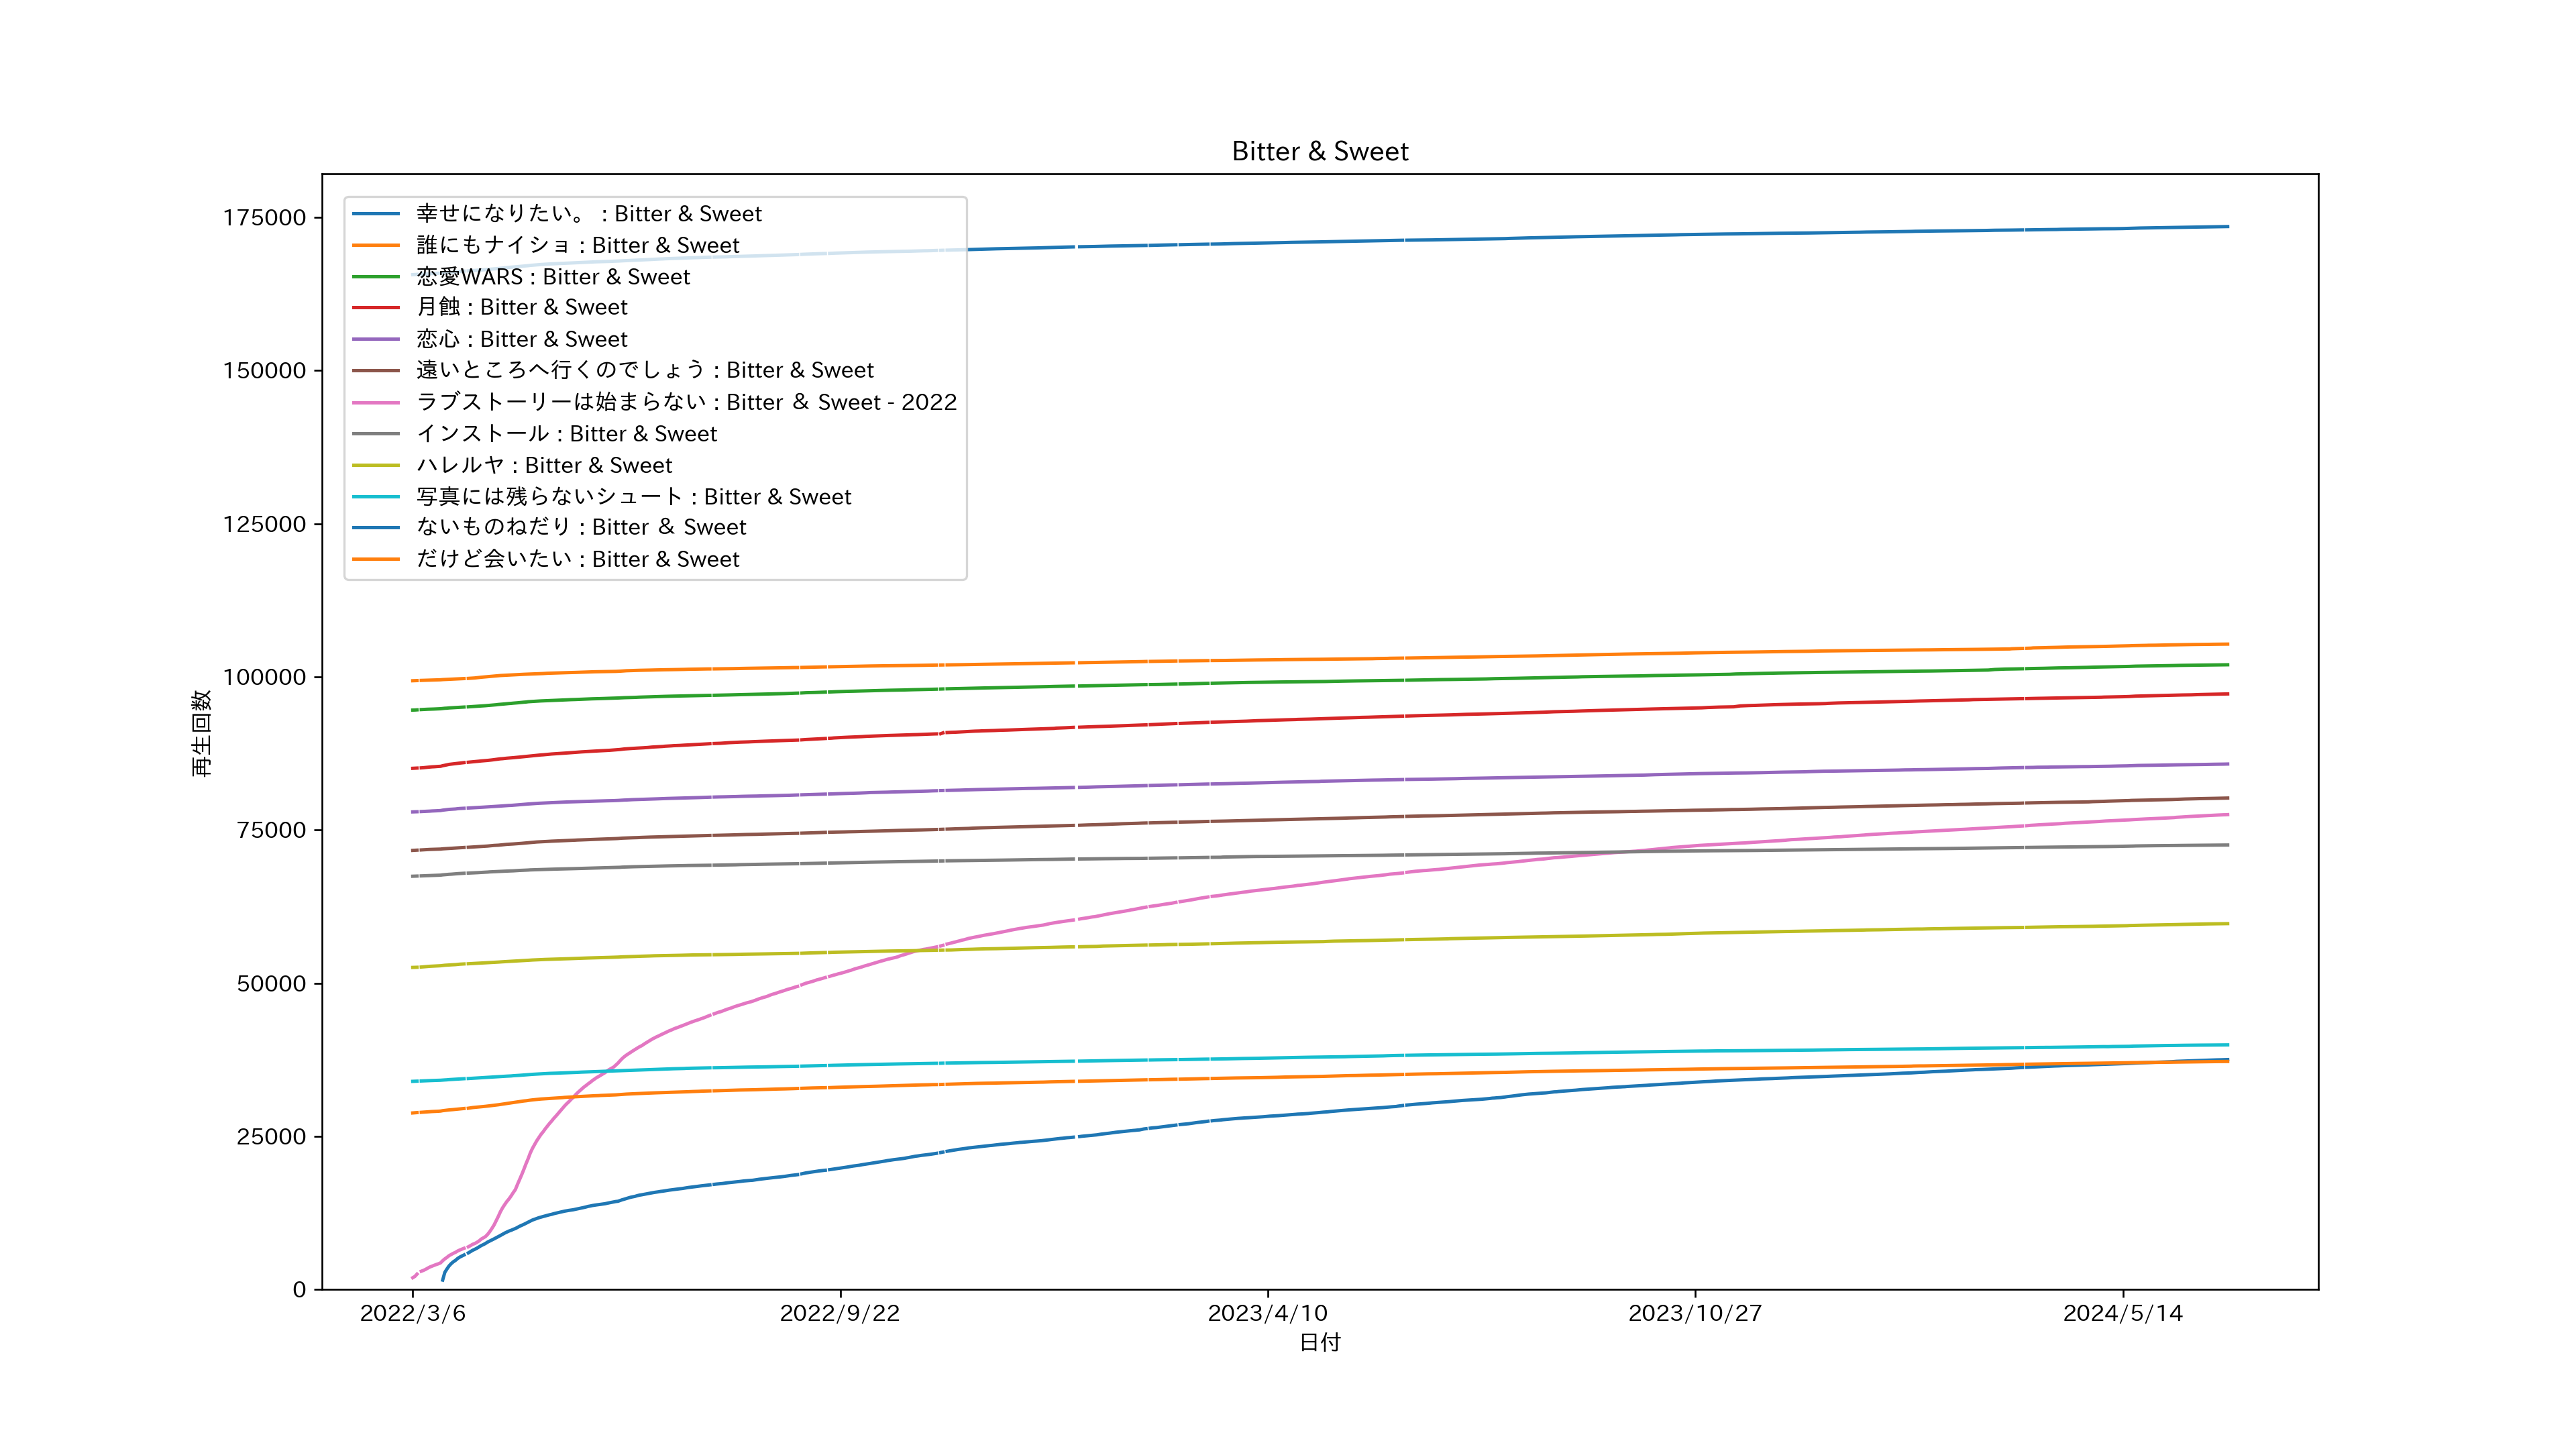 Bitter & Sweet
幸せになりたい。 : Bitter & Sweet
誰にもナイショ : Bitter & Sweet
恋愛WARS : Bitter & Sweet
月蝕 : Bitter & Sweet
恋心 : Bitter & Sweet
遠いところへ行くのでしょう : Bitter & Sweet
ラブストーリーは始まらない : Bitter ＆ Sweet - 2022
インストール : Bitter & Sweet
ハレルヤ : Bitter & Sweet
写真には残らないシュート : Bitter & Sweet
ないものねだり : Bitter ＆ Sweet
だけど会いたい : Bitter & Sweet
175000
150000
125000
100000
75000
50000
25000
0
再生回数
2022/3/6
2022/9/22
2023/4/10
2023/10/27
2024/5/14
日付